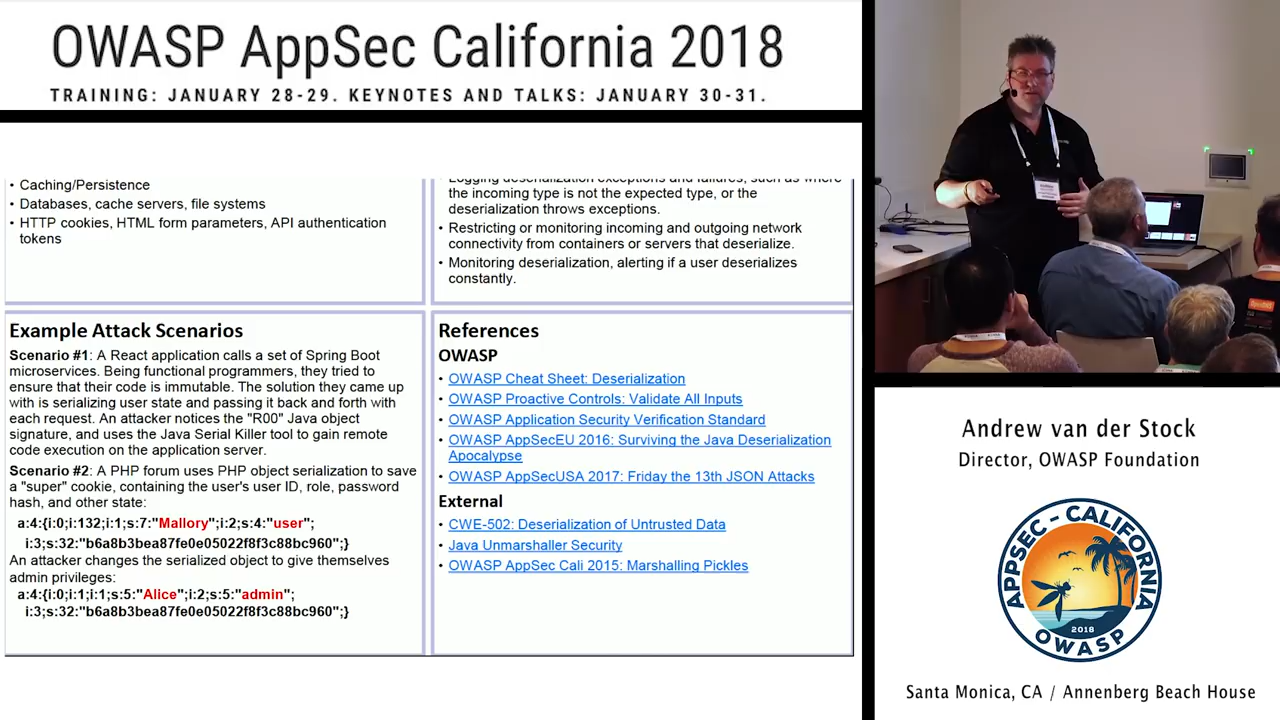 OWASP AppSec California 2018
TRAINING: JANUARY 28-29. KEYNOTES AND TALKS: JANUARY 30-31.
• Caching/Persistence
• Databases, cache servers, file systems
• HTTP cookies, HTML form parameters, API authentication
tokens
Logging deserialization exceptions and failures, such as where
the incoming type is not the expected type, or the
deserialization throws exceptions.
• Restricting or monitoring incoming and outgoing network
connectivity from containers or servers that deserialize.
• Monitoring deserialization, alerting if a user deserializes
constantly.
Example Attack Scenarios
Scenario #1: A React application calls a set of Spring Boot
microservices. Being functional programmers, they tried to
ensure that their code is immutable. The solution they came up
with is serializing user state and passing it back and forth with
each request. An attacker notices the "R00" Java object
signature, and uses the Java Serial Killer tool to gain remote
code execution on the application server.
Scenario #2: A PHP forum uses PHP object serialization to save
a "super" cookie, containing the user's user ID, role, password
hash, and other state:
a:4:{i:0;i:132;i:1;s:7:"Mallory";i:2;s:4:"user";
i:3;s:32:"b6a8b3bea87fe0e05022f8f3c88bc960";}
An attacker changes the serialized object to give themselves
admin privileges:
a:4:{i:0;i:1;i:1;s:5:"Alice";i:2;s:5:"admin";
i:3;s:32:"b6a8b3bea87fe0e05022f8f3c88bc960";}
References
OWASP
• OWASP Cheat Sheet: Deserialization
• OWASP Proactive Controls: Validate All Inputs
• OWASP Application Security Verification Standard
• OWASP AppSecEU 2016: Surviving the Java Deserialization
Apocalypse
• OWASP AppSecUSA 2017: Friday the 13th JSON Attacks
External
• CWE-502: Deserialization of Untrusted Data
• Java Unmarshaller Security
• OWASP AppSec Cali 2015: Marshalling Pickles
Andrew van der Stock
Director, OWASP Foundation
APPSEC - CALIFORNIA
2018
OWASP
Santa Monica, CA / Annenberg Beach House